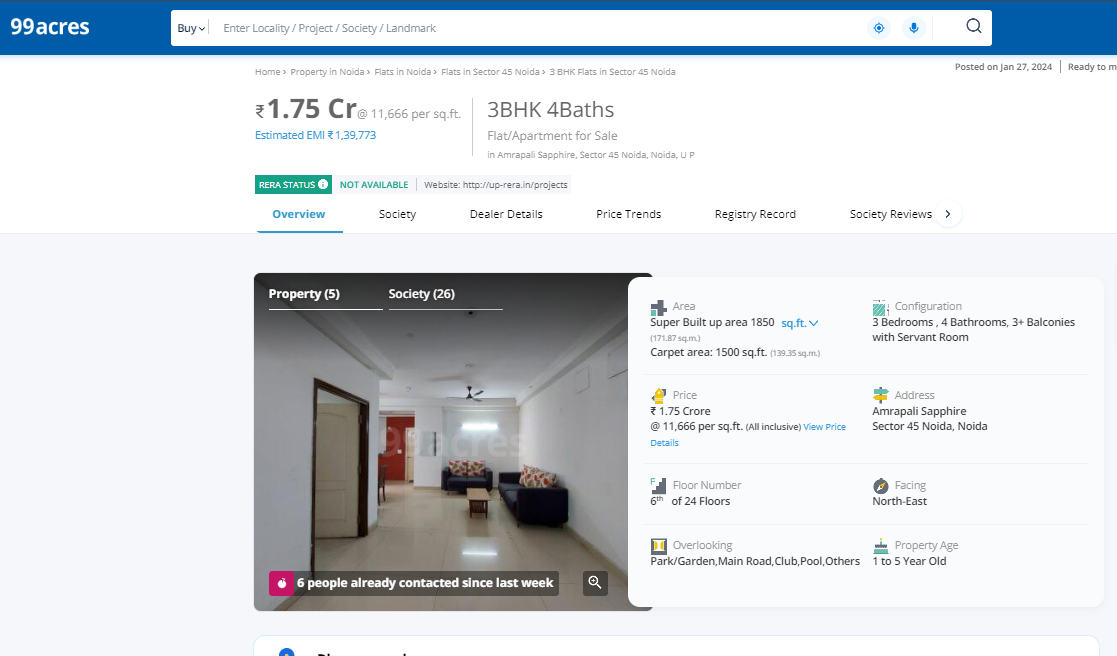 99acres
Buy
Enter Locality / Project / Society / Landmark
Home › Property in Noida › Flats in Noida › Flats in Sector 45 Noida › 3 BHK Flats in Sector 45 Noida
Posted on Jan 27, 2024 | Ready to m
₹1.75 Cr @ 11,666 per sq.ft.
Estimated EMI ₹1,39,773
3BHK 4Baths
Flat/Apartment for Sale
in Amrapali Sapphire, Sector 45 Noida, Noida, U P
RERA STATUS NOT AVAILABLE Website: http://up-rera.in/projects
Overview Society Dealer Details Price Trends Registry Record Society Reviews
Property (5) Society (26)
99acres
6 people already contacted since last week
Area
Super Built up area 1850 sq.ft.
(171.87 sq.m.)
Carpet area: 1500 sq.ft. (139.35 sq.m.)
Configuration
3 Bedrooms , 4 Bathrooms, 3+ Balconies
with Servant Room
Price
₹ 1.75 Crore
@ 11,666 per sq.ft. (All inclusive) View Price
Details
Address
Amrapali Sapphire
Sector 45 Noida, Noida
Floor Number
6th of 24 Floors
Facing
North-East
Overlooking
Park/Garden,Main Road,Club,Pool,Others
Property Age
1 to 5 Year Old